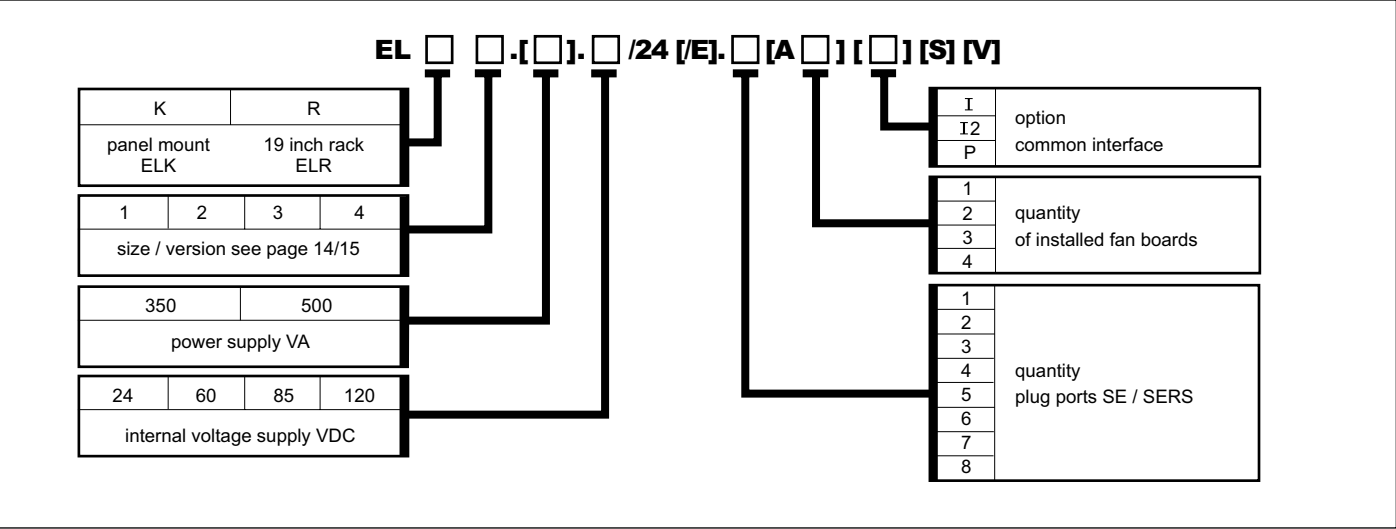 EL □ □.[□].□/24 [/E].□[A□][□][S][V]
K R
panel mount 19 inch rack
ELK ELR
1 2 3 4
size / version see page 14/15
350 500
power supply VA
24 60 85 120
internal voltage supply VDC
I
I2
P
option
common interface
1
2
3
4
quantity
of installed fan boards
1
2
3
4
5
6
7
8
quantity
plug ports SE / SERS